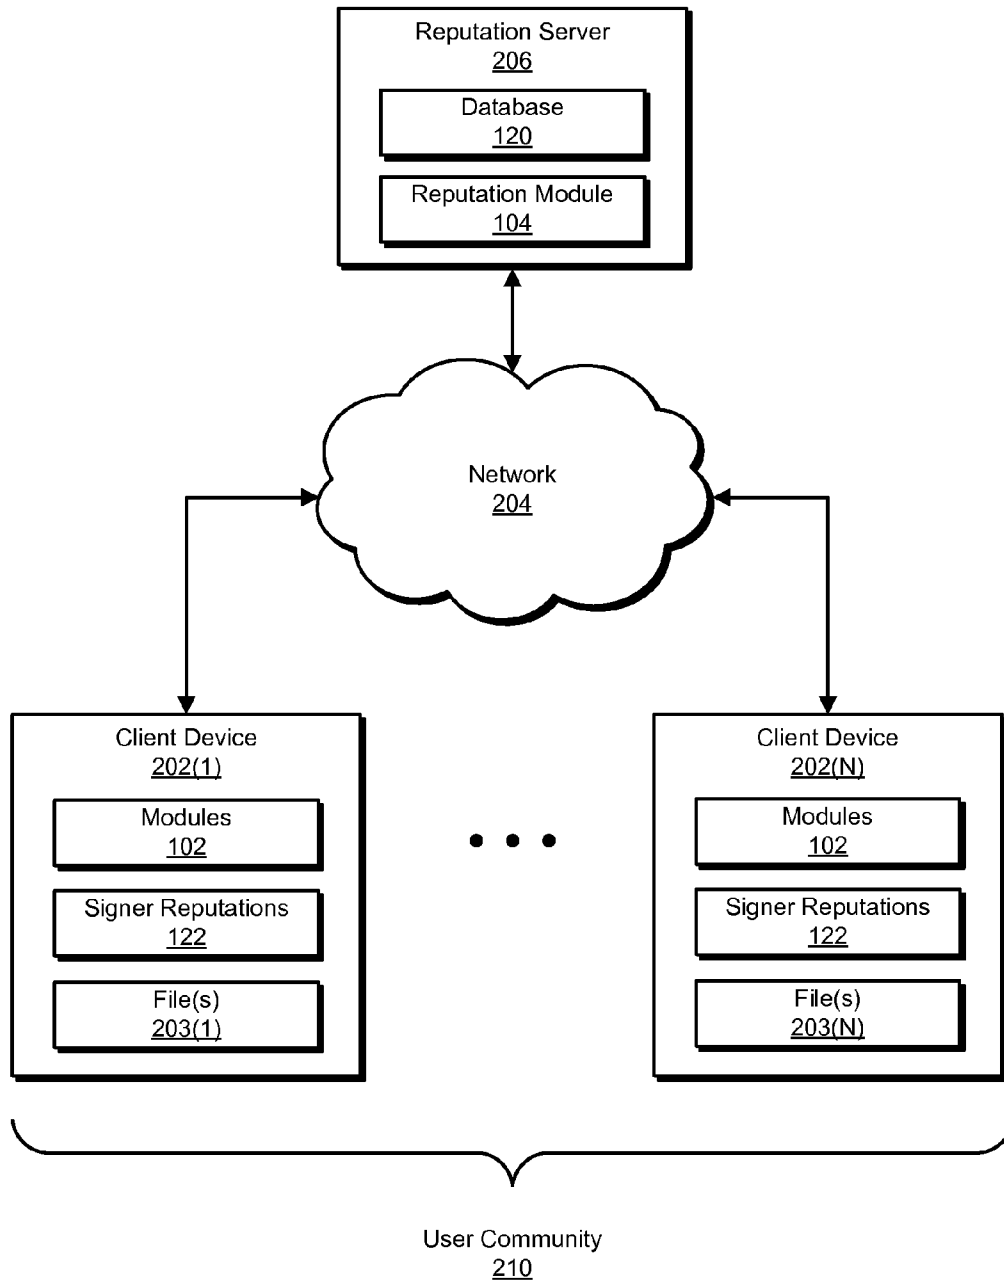 Reputation Server
206
Database
120
Reputation Module
104
Network
204
Client Device
202(1)
Modules
102
Signer Reputations
122
File(s)
203(1)
Client Device
202(N)
Modules
102
Signer Reputations
122
File(s)
203(N)
User Community
210